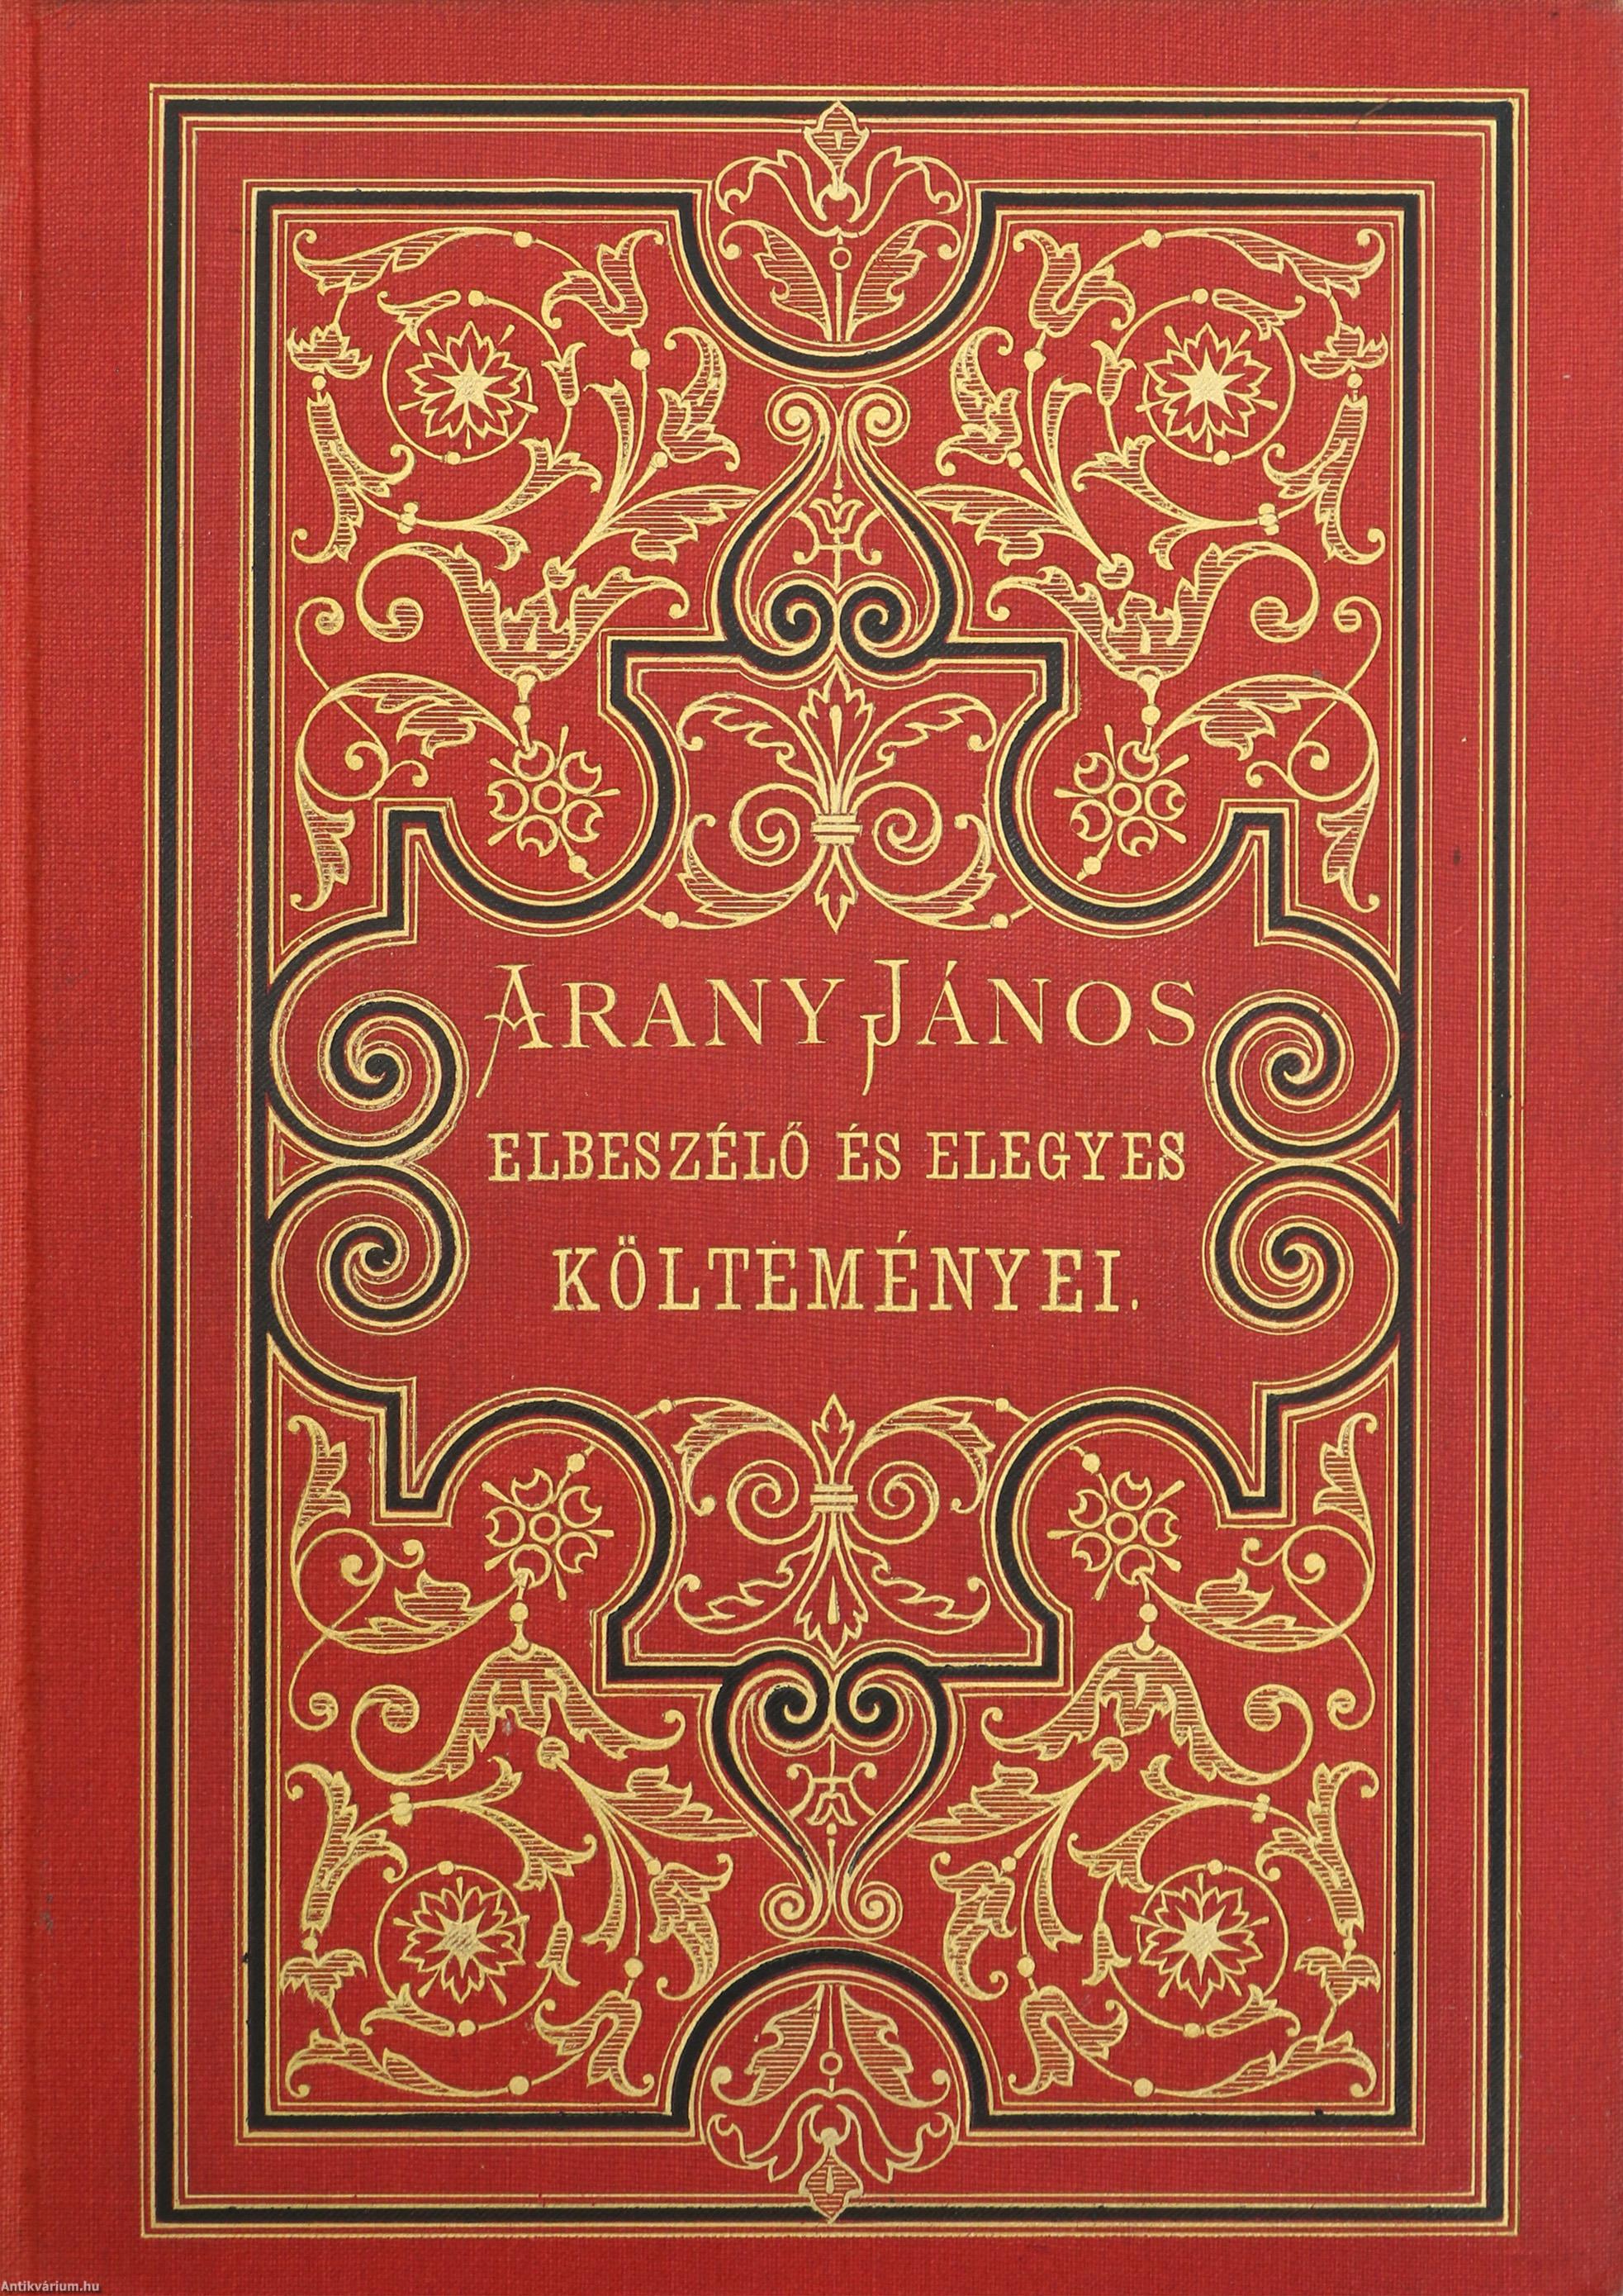 ARANY JÁNOS
ELBESZÉLŐ ÉS ELEGYES
KÖLTEMÉNYEI.
Antikvárium.hu